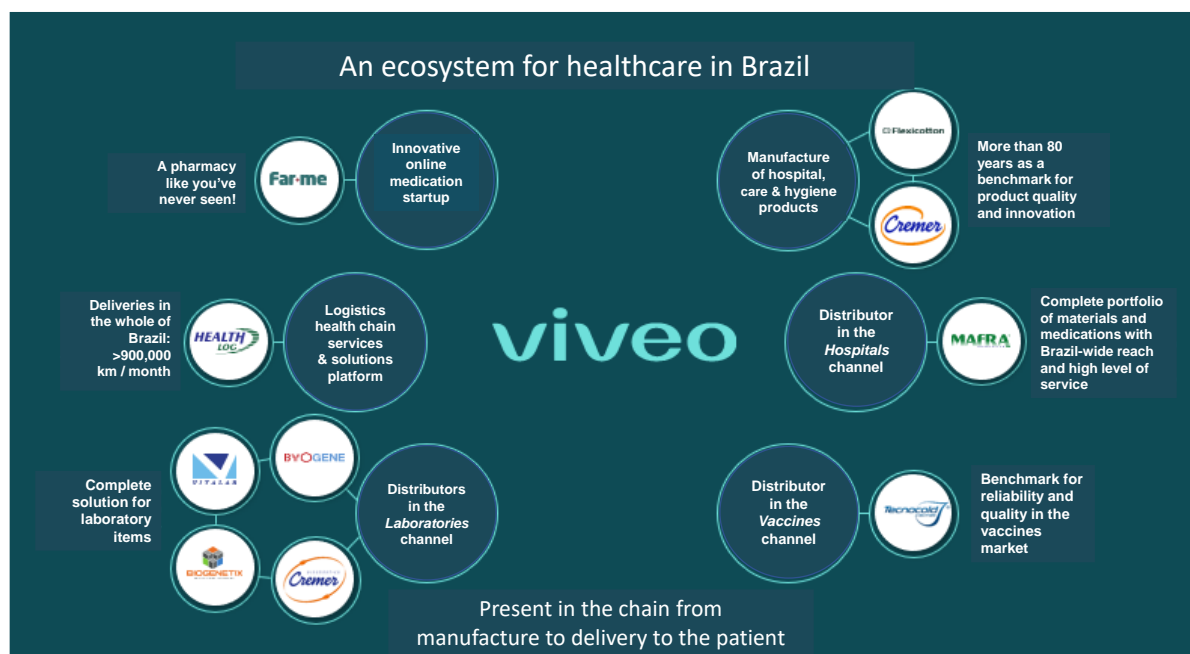 An ecosystem for healthcare in Brazil
A pharmacy
like you've
never seen!
Far·me
Innovative
online
medication
startup
Manufacture
of hospital,
care & hygiene
products
Flexicotton
Cremer
More than 80
years as a
benchmark for
product quality
and innovation
Deliveries in
the whole of
Brazil:
>900,000
km / month
HEALTH
LOG
Logistics
health chain
services
& solutions
platform
viveo
Distributor
in the
Hospitals
channel
MAFRA
Complete portfolio
of materials and
medications with
Brazil-wide reach
and high level of
service
Complete
solution for
laboratory
items
VITALAB
BYOGENE
BIOGENETIX
Cremer
Distributors
in the
Laboratories
channel
Distributor
in the
Vaccines
channel
Tecnocold
Benchmark for
reliability and
quality in the
vaccines
market
Present in the chain from
manufacture to delivery to the patient